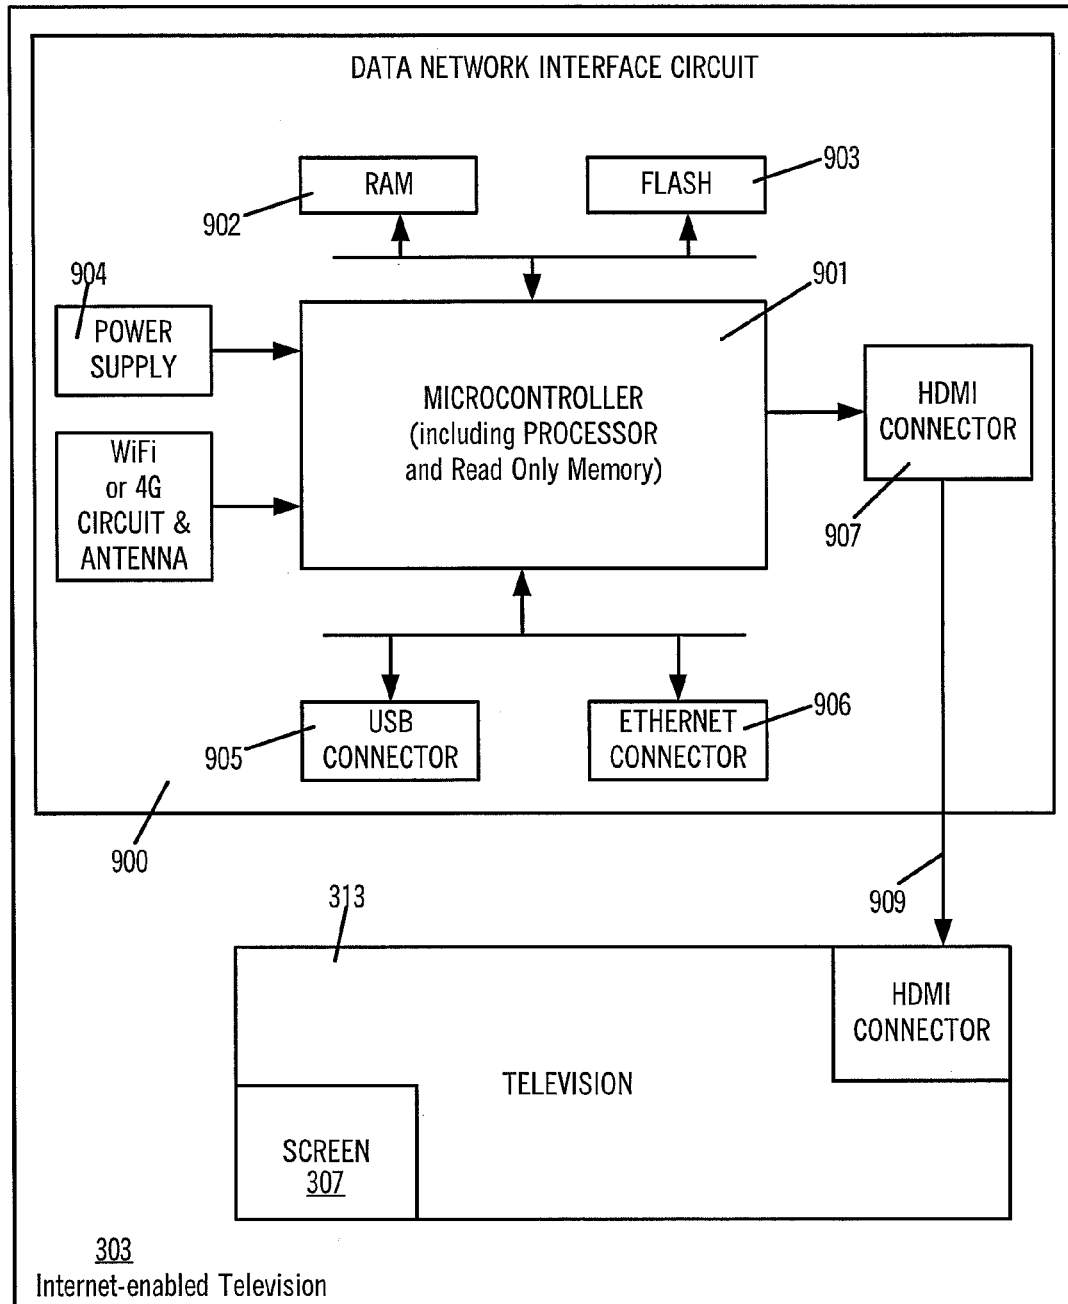 DATA NETWORK INTERFACE CIRCUIT
RAM
FLASH
903
902
904
901
POWER
SUPPLY
MICROCONTROLLER
(including PROCESSOR
and Read Only Memory)
HDMI
CONNECTOR
WiFi
or 4G
CIRCUIT &
ANTENNA
907
USB
CONNECTOR
ETHERNET
CONNECTOR
906
905
900
313
909
HDMI
CONNECTOR
TELEVISION
SCREEN
307
303
Internet-enabled Television